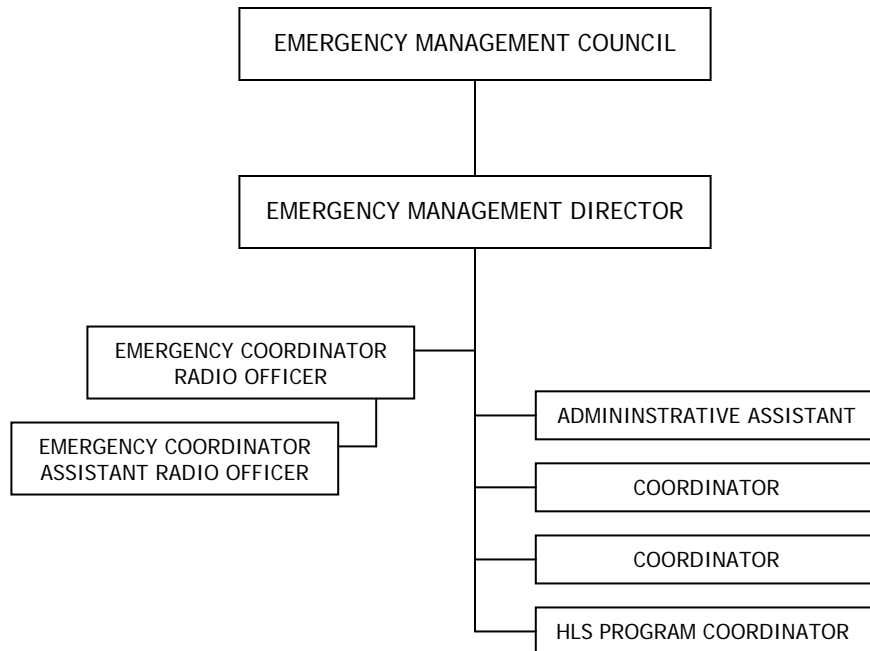 EMERGENCY MANAGEMENT COUNCIL
EMERGENCY MANAGEMENT DIRECTOR
EMERGENCY COORDINATOR
RADIO OFFICER
EMERGENCY COORDINATOR
ASSISTANT RADIO OFFICER
ADMININSTRATIVE ASSISTANT
COORDINATOR
COORDINATOR
HLS PROGRAM COORDINATOR